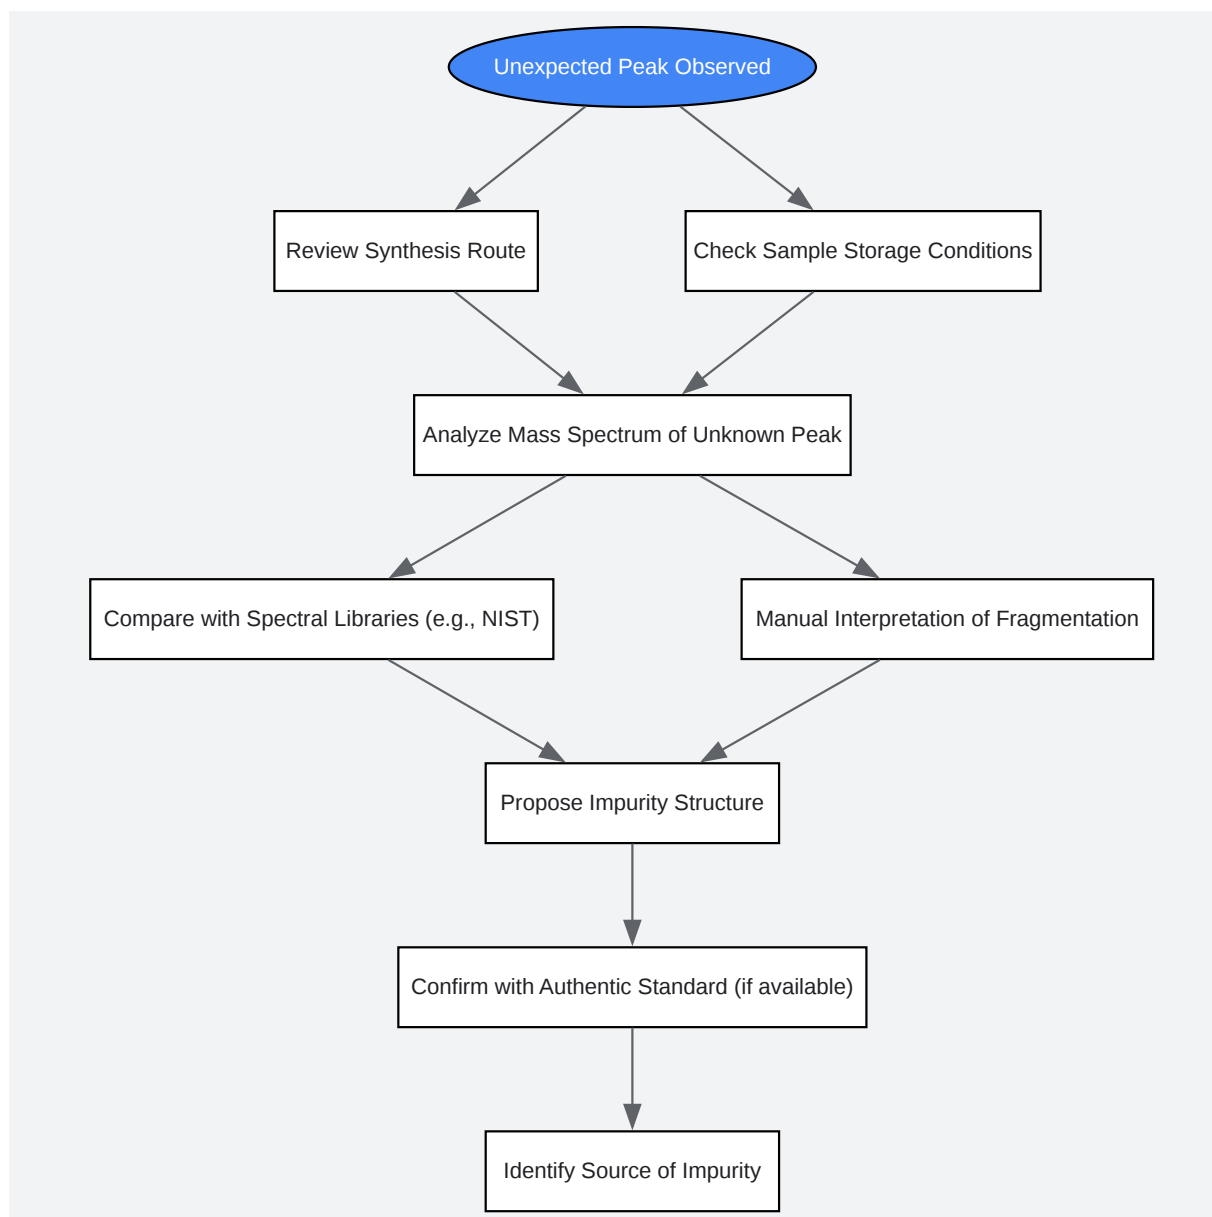 Unexpected Peak Observed
Review Synthesis Route
Check Sample Storage Conditions
Analyze Mass Spectrum of Unknown Peak
Compare with Spectral Libraries (e.g., NIST)
Manual Interpretation of Fragmentation
Propose Impurity Structure
Confirm with Authentic Standard (if available)
Identify Source of Impurity